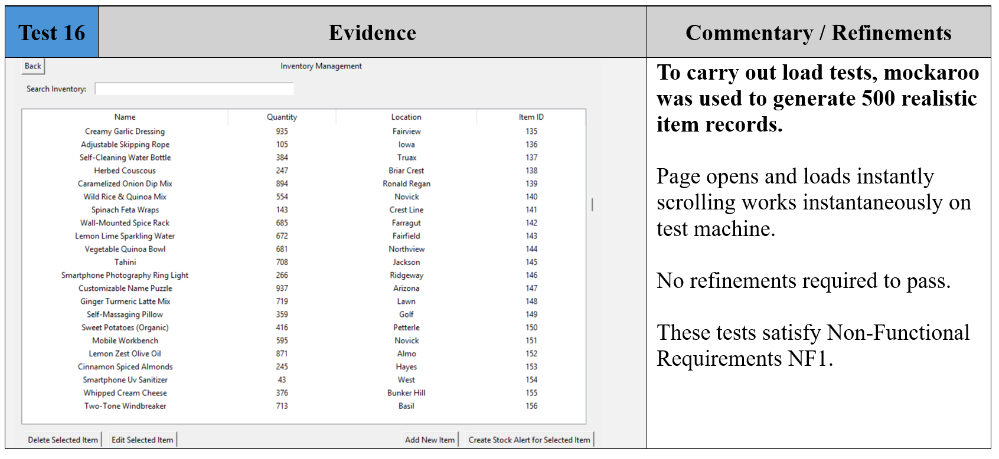 Test 16 Evidence Commentary / Refinements
Back Inventory Management
Search Inventory:
Name Quantity Location Item ID
Creamy Garlic Dressing 935 Fairview 135
Adjustable Skipping Rope 105 Iowa 136
Self-Cleaning Water Bottle 384 Truax 137
Herbed Couscous 247 Briar Crest 138
Caramelized Onion Dip Mix 894 Ronald Regan 139
Wild Rice & Quinoa Mix 554 Novick 140
Spinach Feta Wraps 143 Crest Line 141
Wall-Mounted Spice Rack 685 Farragut 142
Lemon Lime Sparkling Water 672 Fairfield 143
Vegetable Quinoa Bowl 681 Northview 144
Tahini 708 Jackson 145
Smartphone Photography Ring Light 266 Ridgeway 146
Customizable Name Puzzle 937 Arizona 147
Ginger Turmeric Latte Mix 719 Lawn 148
Self-Massaging Pillow 359 Golf 149
Sweet Potatoes (Organic) 416 Petterle 150
Mobile Workbench 595 Novick 151
Lemon Zest Olive Oil 871 Almo 152
Cinnamon Spiced Almonds 245 Hayes 153
Smartphone Uv Sanitizer 43 West 154
Whipped Cream Cheese 376 Bunker Hill 155
Two-Tone Windbreaker 713 Basil 156
Delete Selected Item Edit Selected Item Add New Item Create Stock Alert for Selected Item
To carry out load tests, mockaroo
was used to generate 500 realistic
item records.
Page opens and loads instantly
scrolling works instantaneously on
test machine.
No refinements required to pass.
These tests satisfy Non-Functional
Requirements NF1.